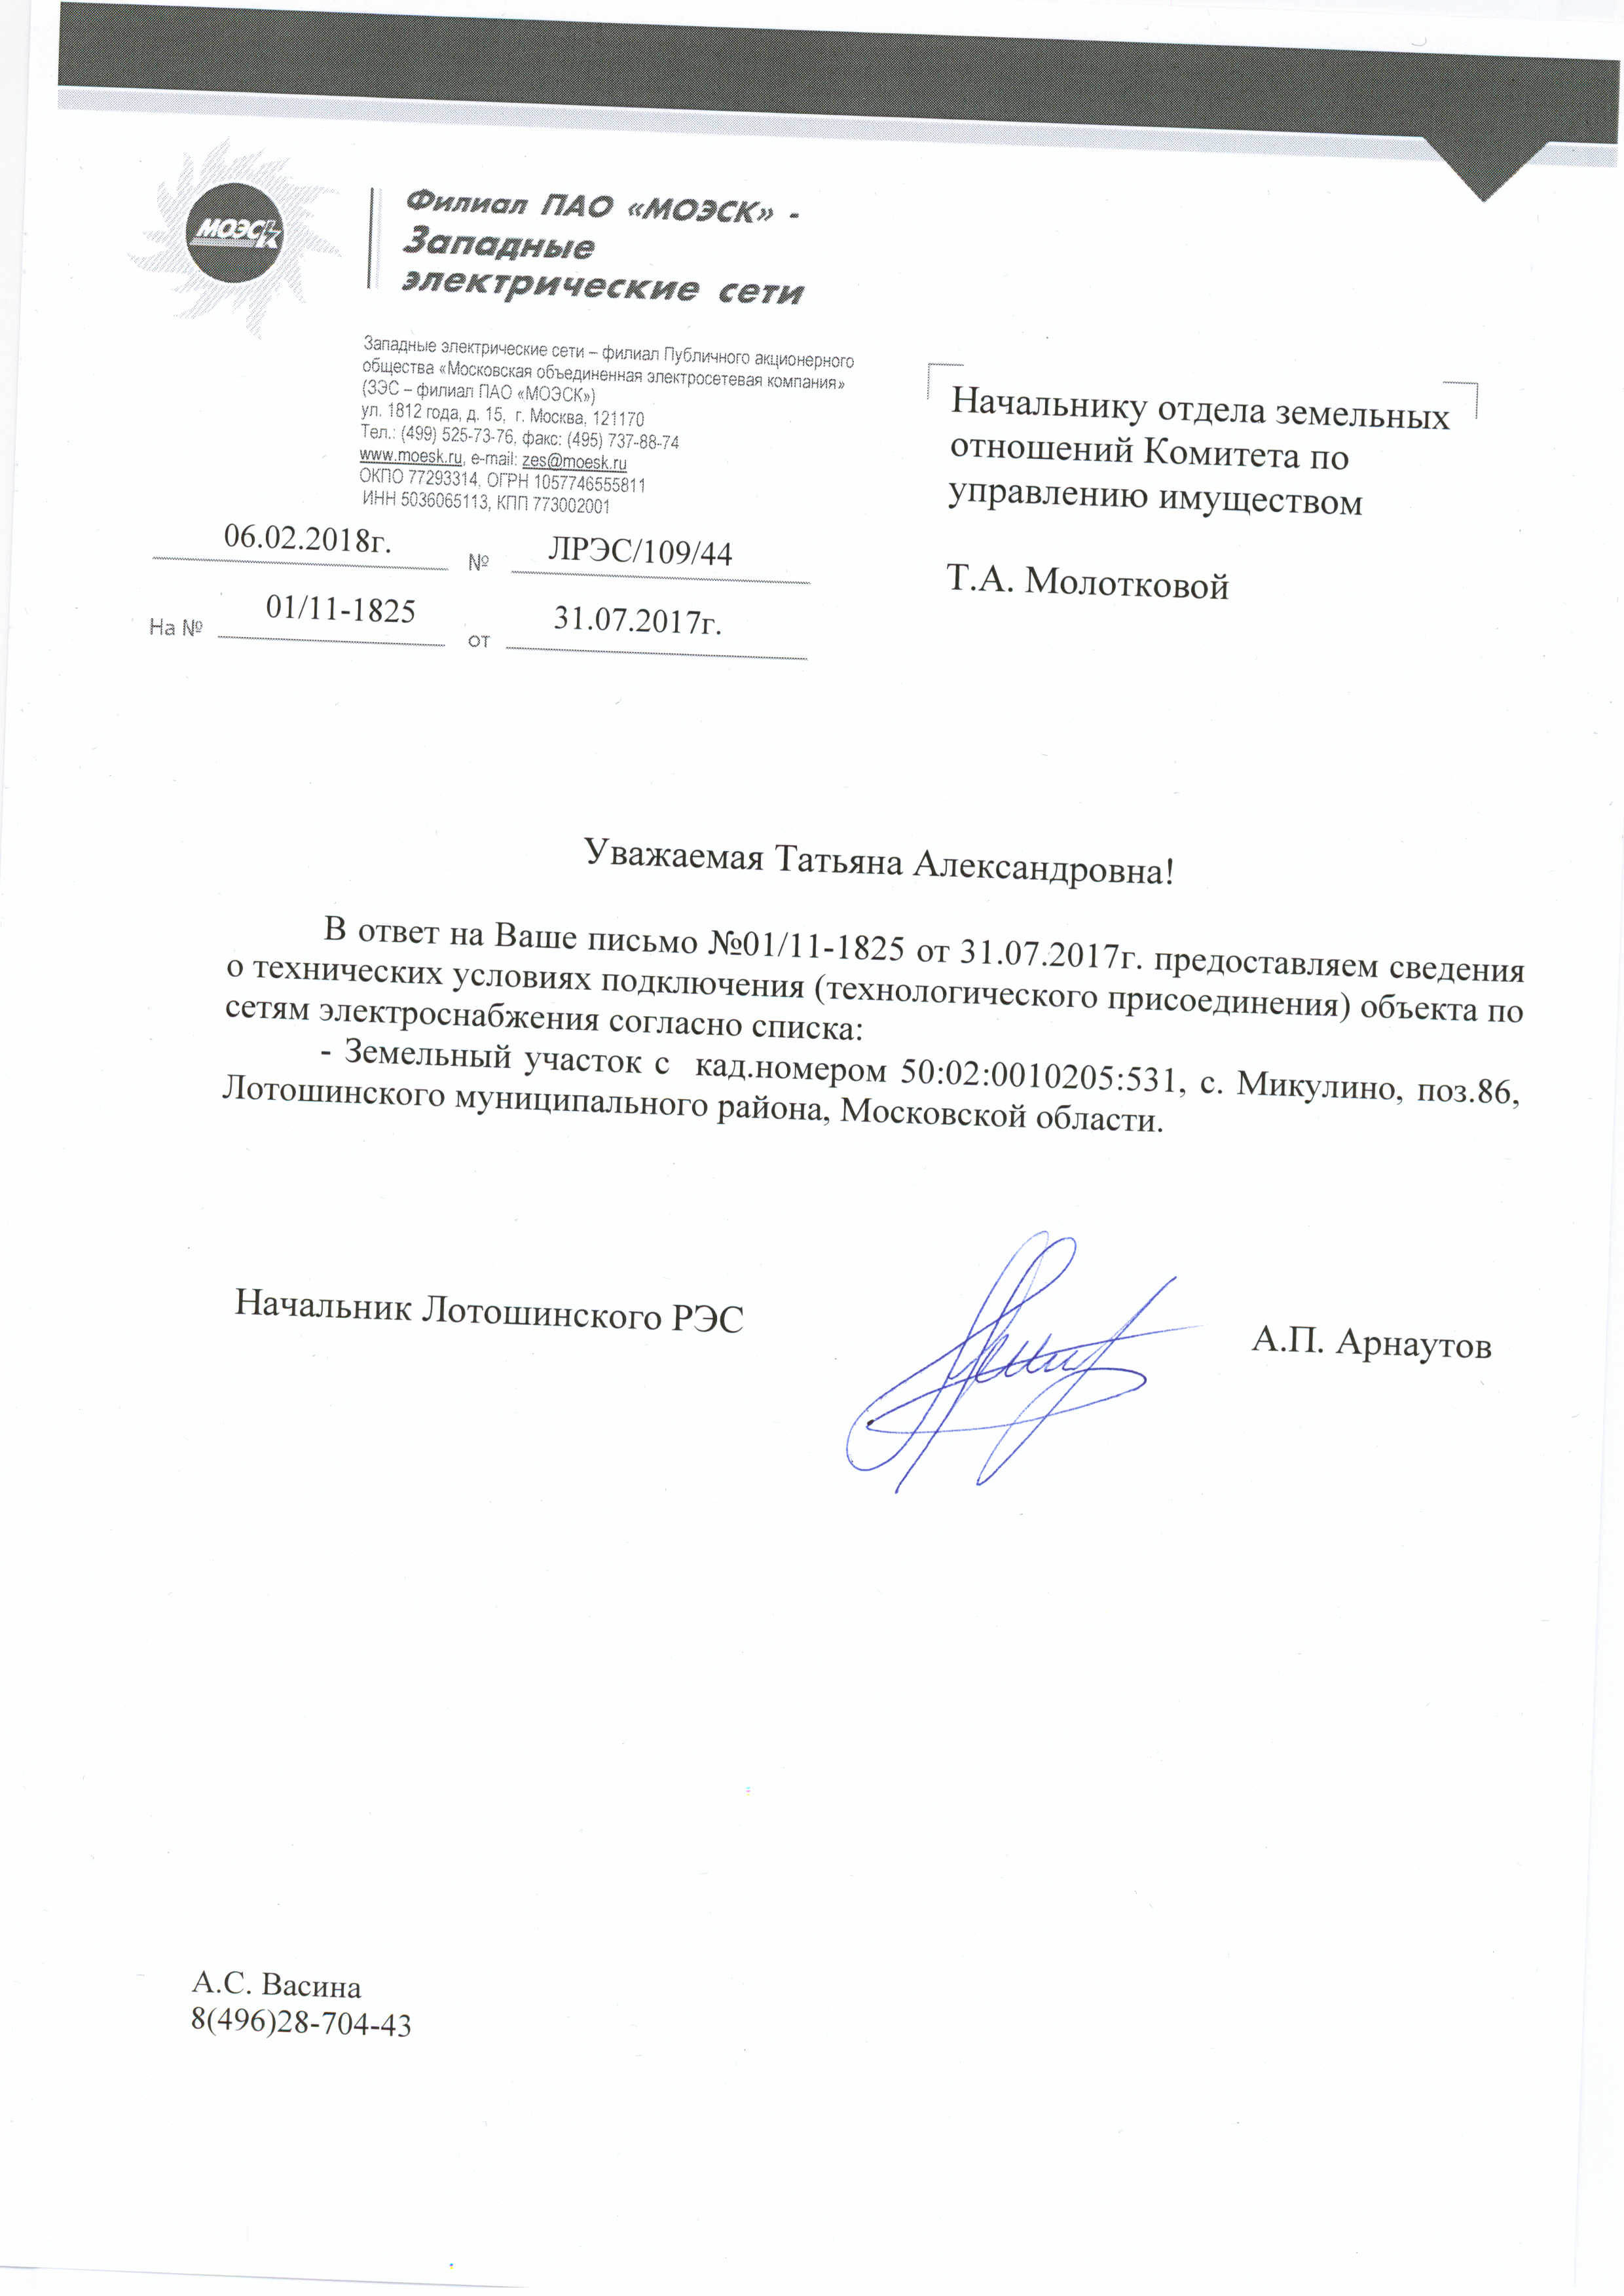 МОЭСК
Филиал ПАО «МОЭСК» -
Западные
электрические сети
Западные электрические сети – филиал Публичного акционерного
общества «Московская объединенная электросетевая компания»
(ЗЭС – филиал ПАО «МОЭСК»)
ул. 1812 года, д. 15, г. Москва, 121170
Тел.: (499) 525-73-76, факс: (495) 737-88-74
www.moesk.ru, e-mail: zes@moesk.ru
ОКПО 77293314, ОГРН 1057746555811
ИНН 5036065113, КПП 773002001
06.02.2018г. № ЛРЭС/109/44
На № 01/11-1825 от 31.07.2017г.
Начальнику отдела земельных
отношений Комитета по
управлению имуществом
Т.А. Молотковой
Уважаемая Татьяна Александровна!
В ответ на Ваше письмо №01/11-1825 от 31.07.2017г. предоставляем сведения
о технических условиях подключения (технологического присоединения) объекта по
сетям электроснабжения согласно списка:
- Земельный участок с кад.номером 50:02:0010205:531, с. Микулино, поз.86,
Лотошинского муниципального района, Московской области.
Начальник Лотошинского РЭС
А.П. Арнаутов
А.С. Васина
8(496)28-704-43